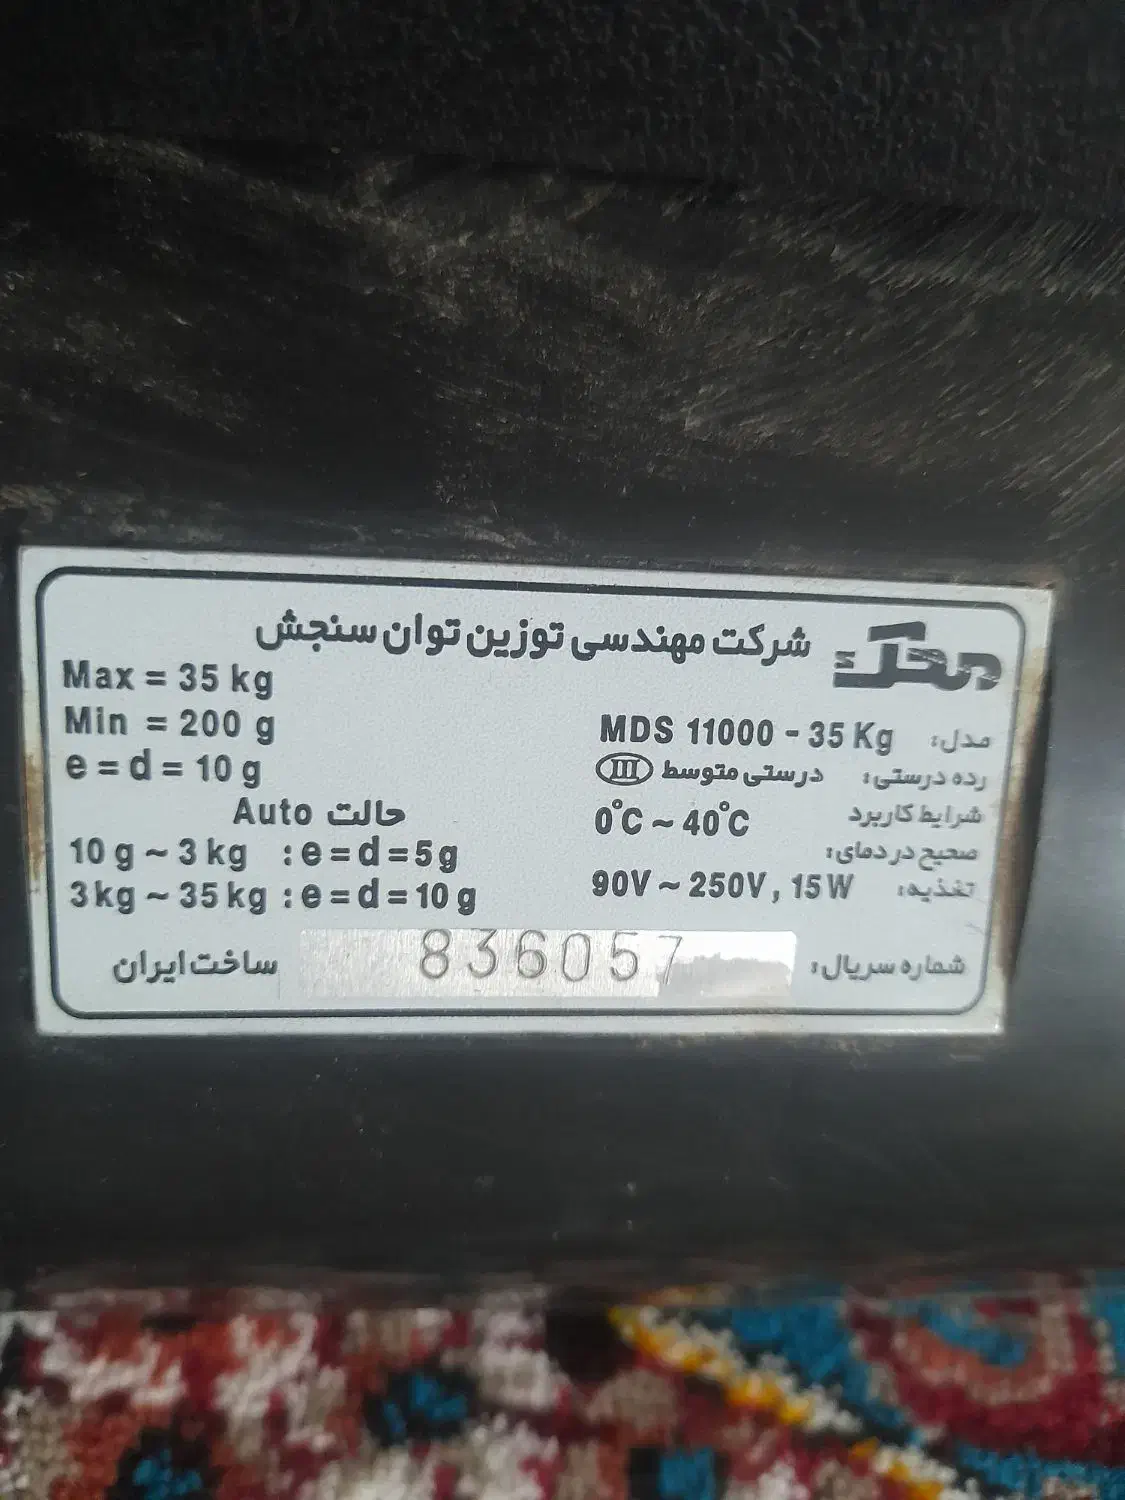 محک
شرکت مهندسی توزین توان سنجش
Max = 35 kg
Min = 200 g
e = d = 10 g
حالت Auto
10 g ~ 3 kg : e = d = 5 g
3 kg ~ 35 kg : e = d = 10 g
مدل: MDS 11000 - 35 Kg
رده درستی: درستی متوسط III
شرایط کاربرد
صحیح در دمای: 0°C ~ 40°C
تغذیه: 90V ~ 250V, 15W
شماره سریال: 836057
ساخت ایران